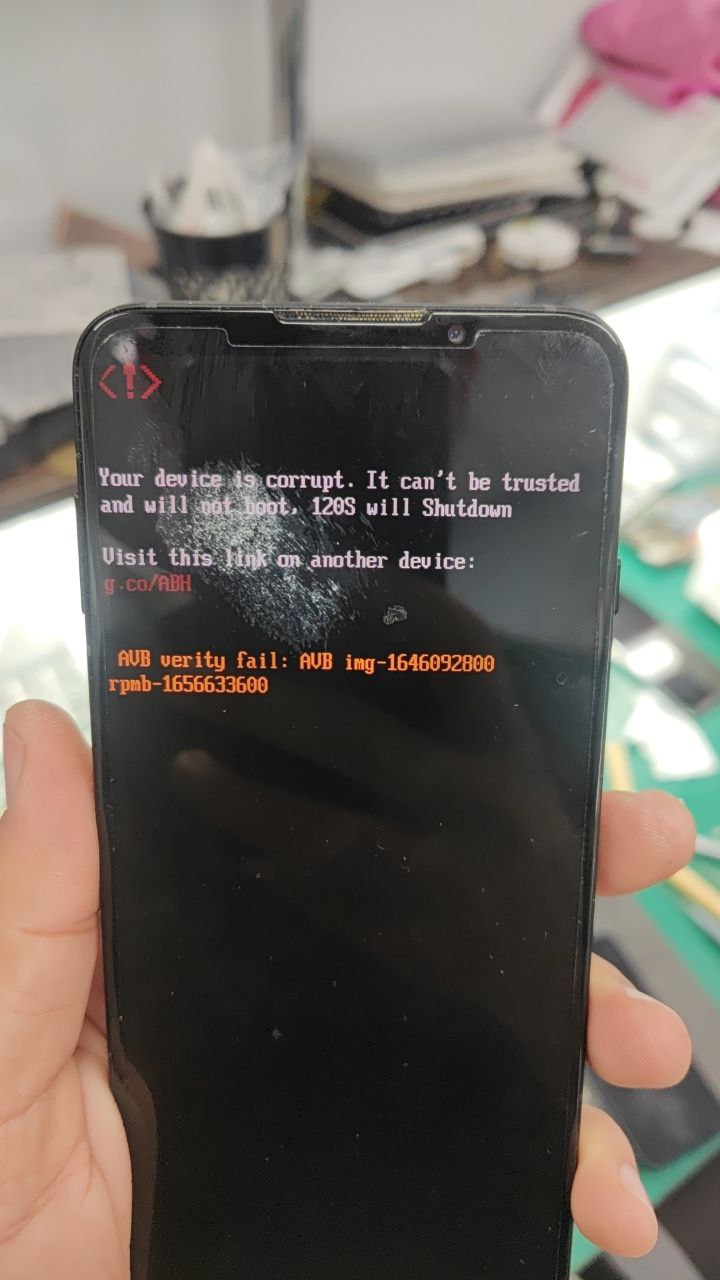 <!>
Your device is corrupt. It can't be trusted
and will not boot, 120S will Shutdown
Visit this link on another device:
g.co/ABH
AVB verity fail: AVB img-1646092800
rpmb-1656633600